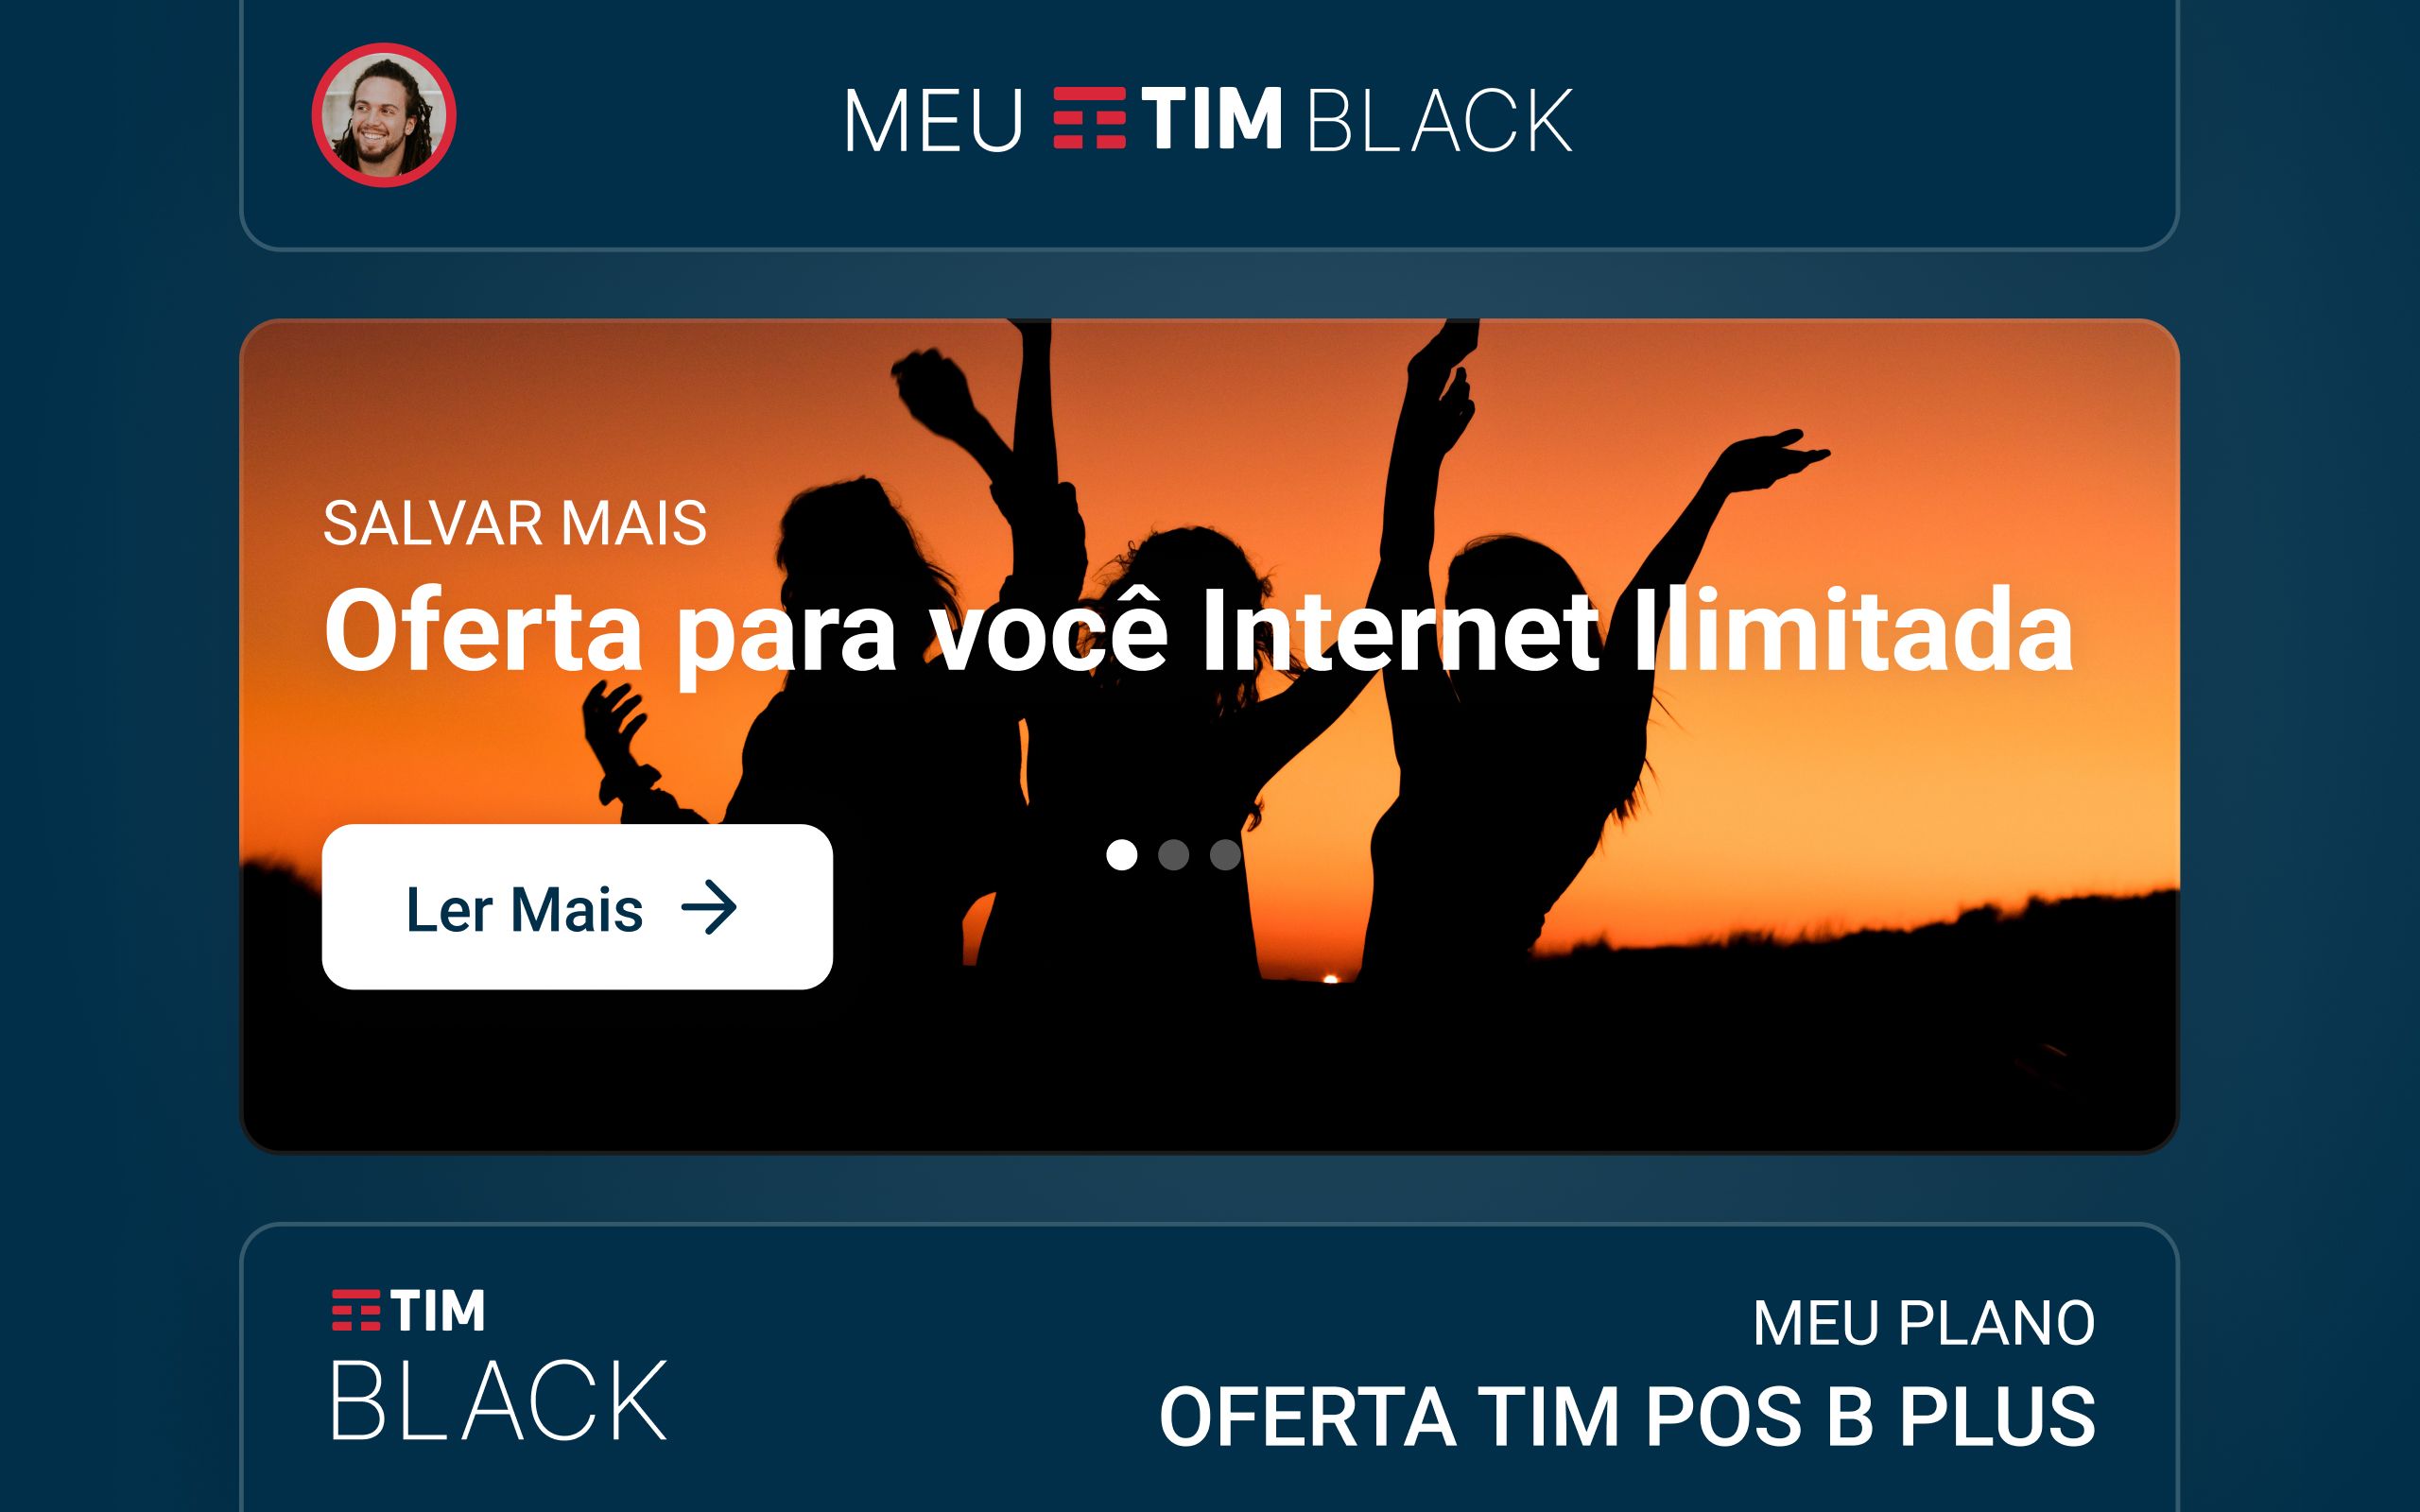 MEU TIM BLACK
SALVAR MAIS
Oferta para você Internet Ilimitada
Ler Mais
TIM
BLACK
MEU PLANO
OFERTA TIM POS B PLUS